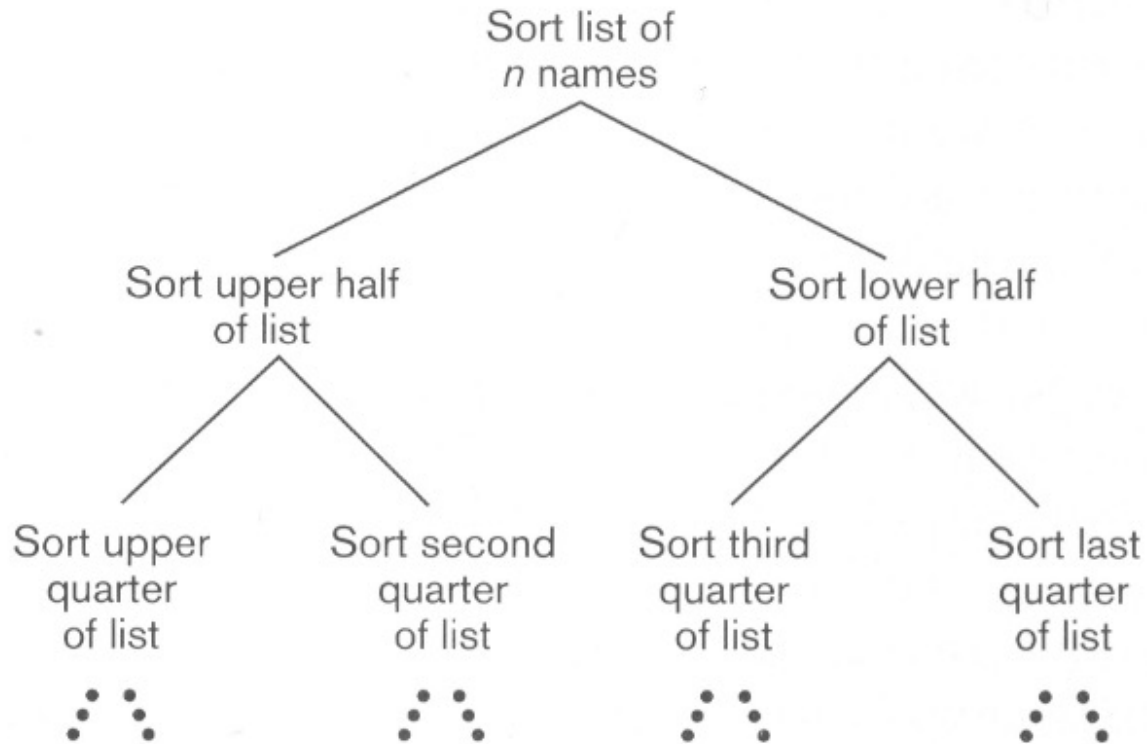 Sort list of
n names
Sort upper half
of list
Sort lower half
of list
Sort upper
quarter
of list
Sort second
quarter
of list
Sort third
quarter
of list
Sort last
quarter
of list